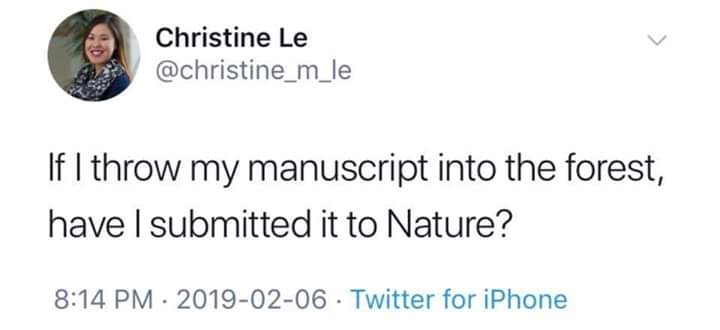 Christine Le
@christine_m_le
If I throw my manuscript into the forest,
have I submitted it to Nature?
8:14 PM · 2019-02-06 · Twitter for iPhone